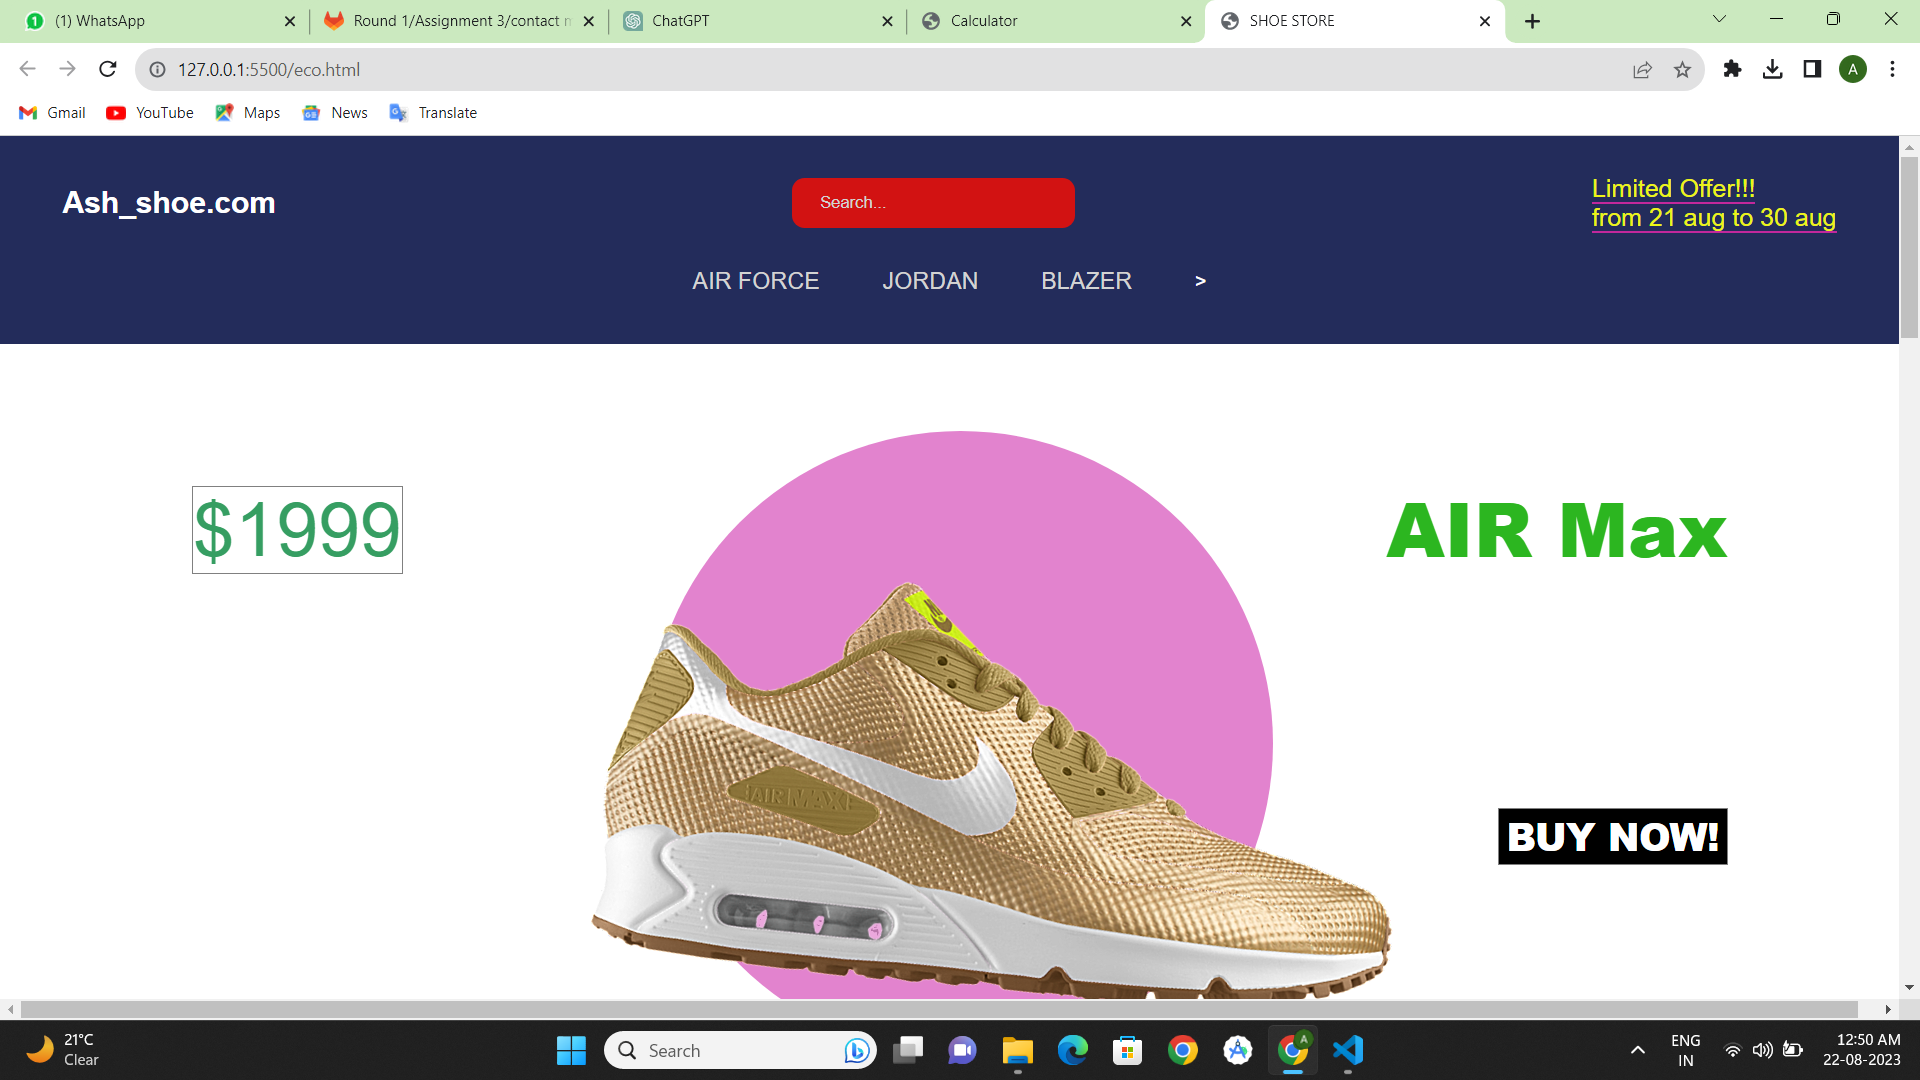 (1) WhatsApp
Round 1/Assignment 3/contact m
ChatGPT
Calculator
SHOE STORE
127.0.0.1:5500/eco.html
A
Gmail
YouTube
Maps
News
Translate
Ash_shoe.com
Search...
Limited Offer!!!
from 21 aug to 30 aug
AIR FORCE
JORDAN
BLAZER
>
$1999
AIR Max
AIR MAX
BUY NOW!
21°C
Clear
Search
A
ENG
IN
12:50 AM
22-08-2023